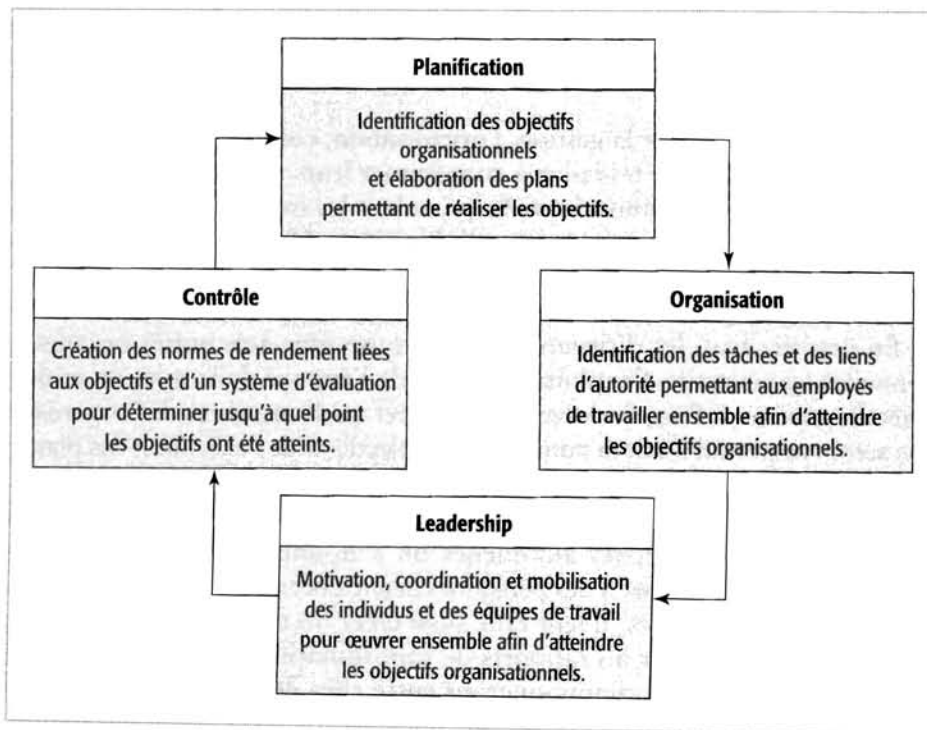 Planification
Identification des objectifs
organisationnels
et élaboration des plans
permettant de réaliser les objectifs.
Organisation
Identification des tâches et des liens
d'autorité permettant aux employés
de travailler ensemble afin d'atteindre
les objectifs organisationnels.
Leadership
Motivation, coordination et mobilisation
des individus et des équipes de travail
pour œuvrer ensemble afin d'atteindre
les objectifs organisationnels.
Contrôle
Création des normes de rendement liées
aux objectifs et d'un système d'évaluation
pour déterminer jusqu'à quel point
les objectifs ont été atteints.